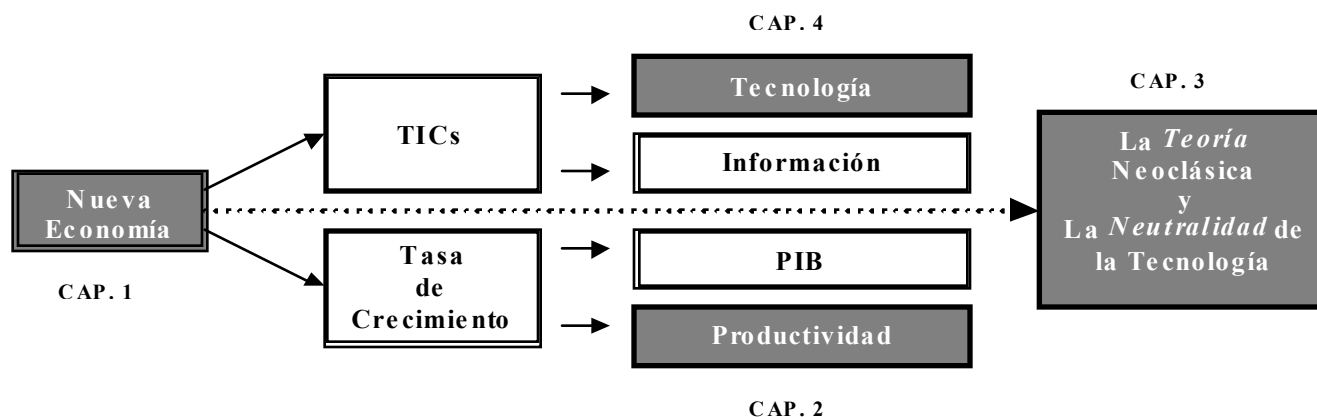 CAP. 4
Tecnología
CAP. 3
TICs
La Teoría
Neoclásica
y
La Neutralidad de
la Tecnología
Información
Nueva
Economía
CAP. 1
Tasa
de
Crecimiento
PIB
Productividad
CAP. 2